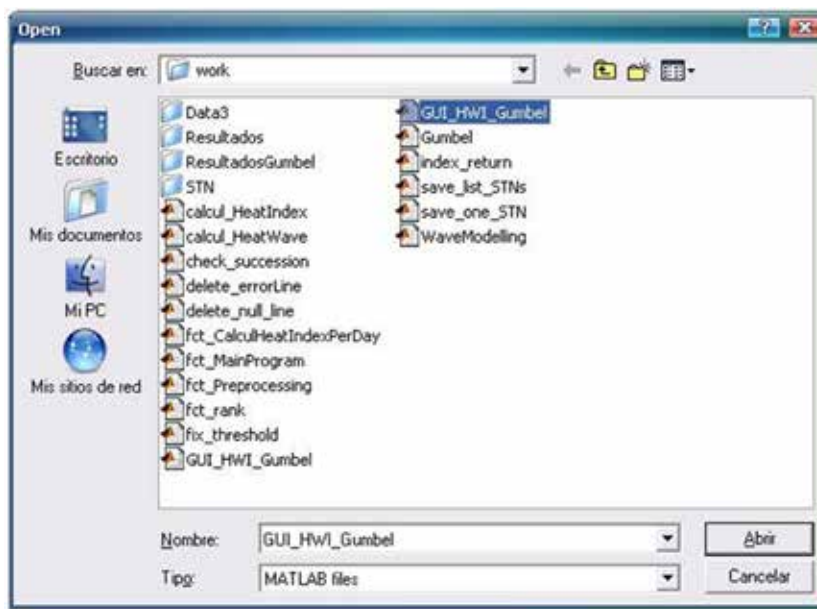 Open
Buscar en:
work
Escritorio
Mis documentos
Mi PC
Mis sitios de red
Data3
Resultados
ResultadosGumbel
STN
calcul_HeatIndex
calcul_HeatWave
check_succession
delete_errorLine
delete_null_line
fct_CalculHeatIndexPerDay
fct_MainProgram
fct_Preprocessing
fct_rank
fix_threshold
GUI_HWI_Gumbel
GUI_HWI_Gumbel
Gumbel
index_return
save_list_STNs
save_one_STN
WaveModelling
Nombre:
GUI_HWI_Gumbel
Abrir
Tipo:
MATLAB files
Cancelar